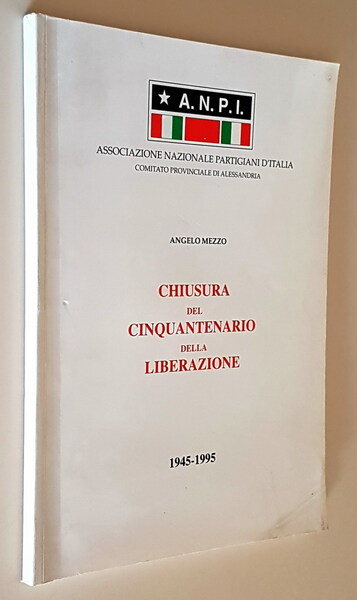 ★ A.N.P.I.
ASSOCIAZIONE NAZIONALE PARTIGIANI D'ITALIA
COMITATO PROVINCIALE DI ALESSANDRIA
ANGELO MEZZO
CHIUSURA
DEL
CINQUANTENARIO
DELLA
LIBERAZIONE
1945-1995